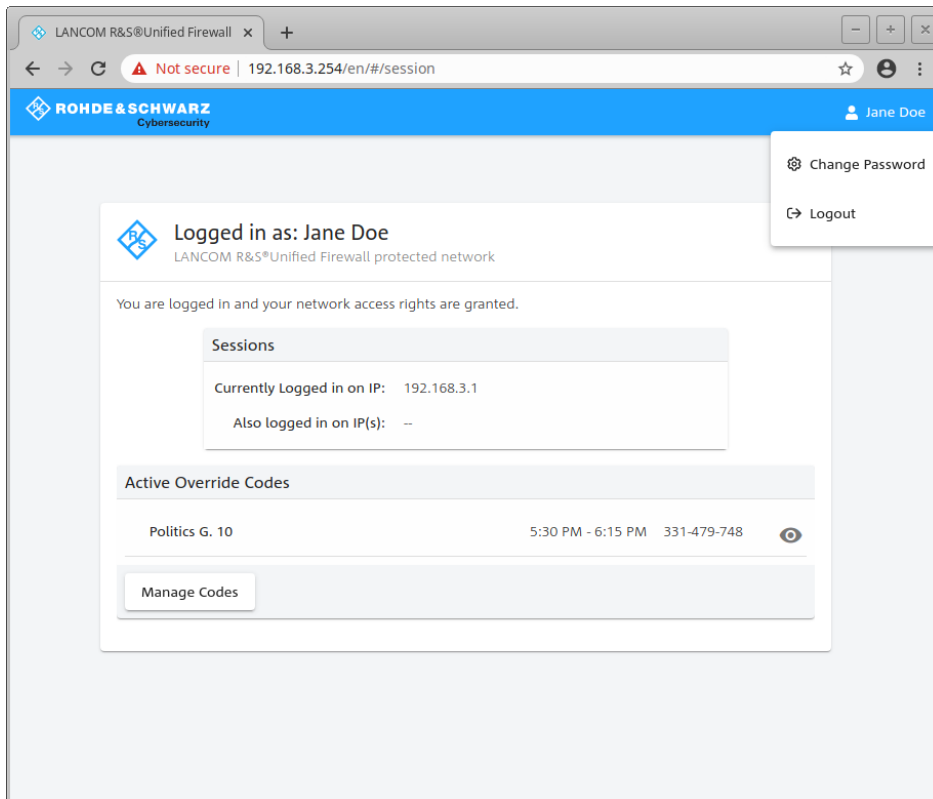 LANCOM R&S®Unified Firewall
Not secure | 192.168.3.254/en/#/session
ROHDE&SCHWARZ
Cybersecurity
Jane Doe
Change Password
Logout
R S
Logged in as: Jane Doe
LANCOM R&S®Unified Firewall protected network
You are logged in and your network access rights are granted.
Sessions
Currently Logged in on IP: 192.168.3.1
Also logged in on IP(s): --
Active Override Codes
Politics G. 10 5:30 PM - 6:15 PM 331-479-748
Manage Codes